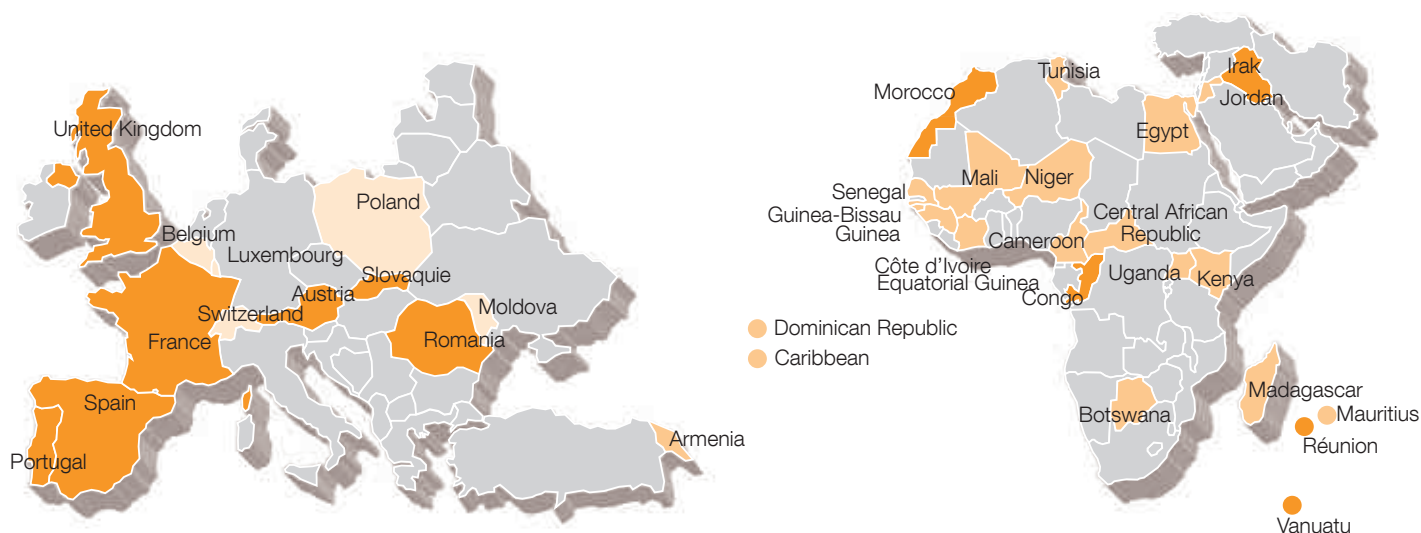 United Kingdom
Poland
Belgium
Luxembourg
Slovaquie
Austria
Switzerland
Moldova
France
Romania
Spain
Armenia
Portugal
Tunisia
Irak
Morocco
Jordan
Egypt
Mali
Niger
Senegal
Guinea-Bissau
Guinea
Central African
Republic
Cameroon
Côte d’Ivoire
Equatorial Guinea
Uganda
Kenya
Congo
Dominican Republic
Caribbean
Madagascar
Botswana
Mauritius
Réunion
Vanuatu